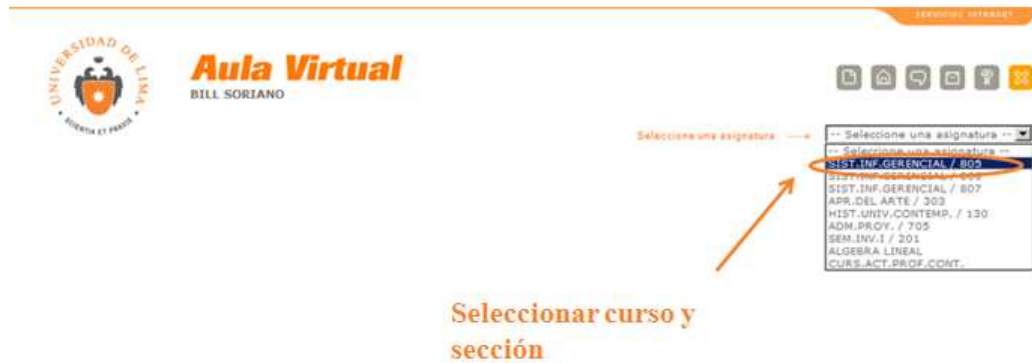 SERVICIOS INTRANET
UNIVERSIDAD DE LIMA
SCIENTIA ET PRAXIS
Aula Virtual
BILL SORIANO
Seleccione una asignatura
-- Seleccione una asignatura --
-- Seleccione una asignatura --
SIST.INF.GERENCIAL / 805
SIST.INF.GERENCIAL / 806
SIST.INF.GERENCIAL / 807
APR.DEL ARTE / 303
HIST.UNIV.CONTEMP. / 130
ADM.PROY. / 705
SEM.INV.I / 201
ALGEBRA LINEAL
CURS.ACT.PROF.CONT.
Seleccionar curso y
sección